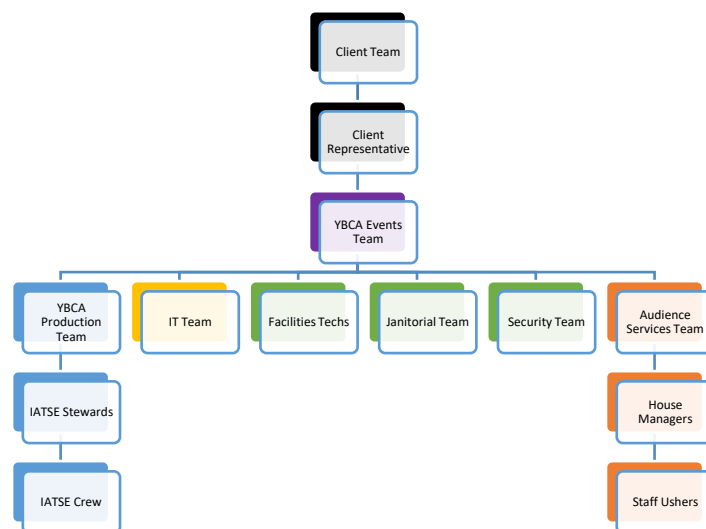 Client Team
Client
Representative
YBCA Events
Team
YBCA
Production
Team
IT Team
Facilities Techs
Janitorial Team
Security Team
Audience
Services Team
IATSE Stewards
House
Managers
IATSE Crew
Staff Ushers